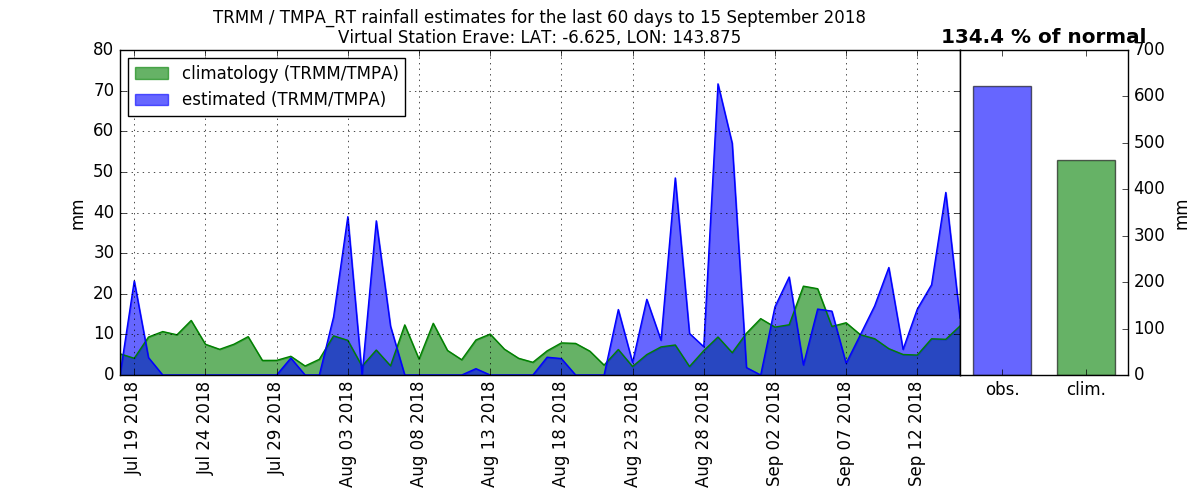 TRMM / TMPA_RT rainfall estimates for the last 60 days to 15 September 2018
Virtual Station Erave: LAT: -6.625, LON: 143.875
134.4 % of normal
climatology (TRMM/TMPA)
estimated (TRMM/TMPA)
80
70
60
50
40
30
20
10
0
mm
Jul 19 2018
Jul 24 2018
Jul 29 2018
Aug 03 2018
Aug 08 2018
Aug 13 2018
Aug 18 2018
Aug 23 2018
Aug 28 2018
Sep 02 2018
Sep 07 2018
Sep 12 2018
700
600
500
400
300
200
100
0
mm
obs.
clim.